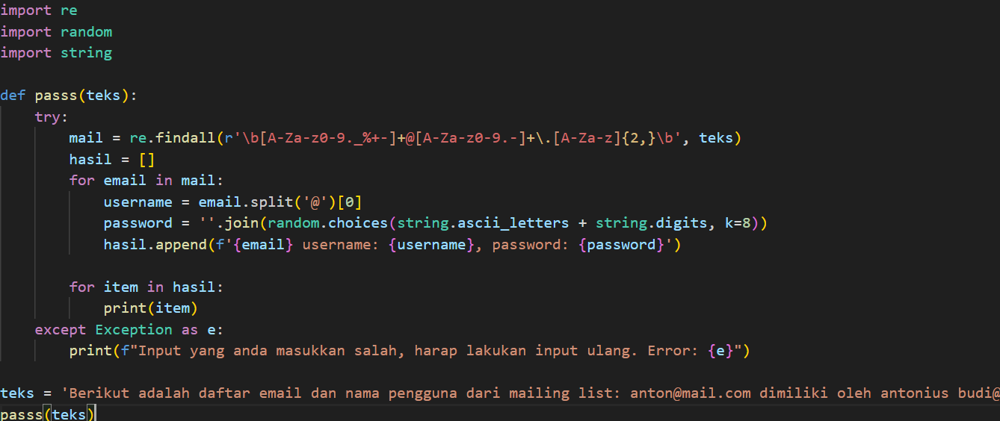 import re
import random
import string
def passs(teks):
try:
mail = re.findall(r'\b[A-Za-z0-9._%+-]+@[A-Za-z0-9.-]+\.[A-Za-z]{2,}\b', teks)
hasil = []
for email in mail:
username = email.split('@')[0]
password = ''.join(random.choices(string.ascii_letters + string.digits, k=8))
hasil.append(f'{email} username: {username}, password: {password}')
for item in hasil:
print(item)
except Exception as e:
print(f"Input yang anda masukkan salah, harap lakukan input ulang. Error: {e}")
teks = 'Berikut adalah daftar email dan nama pengguna dari mailing list: anton@mail.com dimiliki oleh antonius budi@
passs(teks)